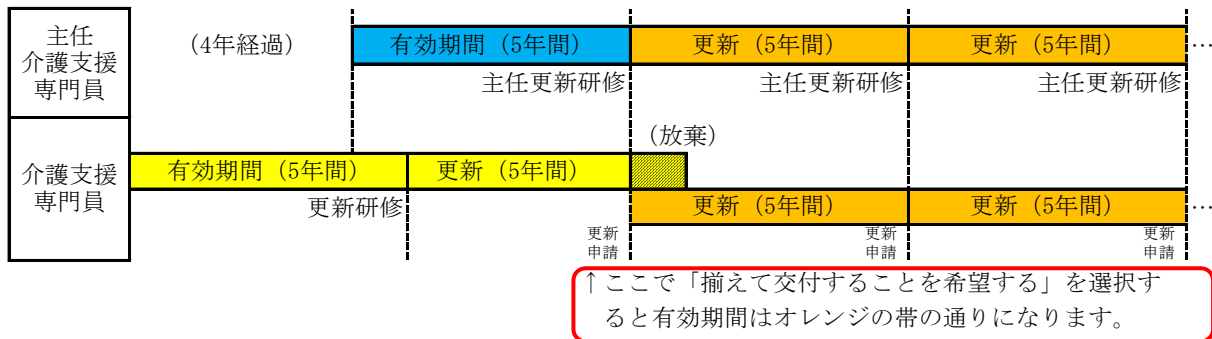 主任
介護支援
専門員
（4年経過）
有効期間（5年間）
更新（5年間）
更新（5年間）
…
主任更新研修
主任更新研修
主任更新研修
介護支援
専門員
（放棄）
有効期間（5年間）
更新（5年間）
更新研修
更新（5年間）
更新（5年間）
…
更新
申請
更新
申請
更新
申請
↑ここで「揃えて交付することを希望する」を選択す
ると有効期間はオレンジの帯の通りになります。